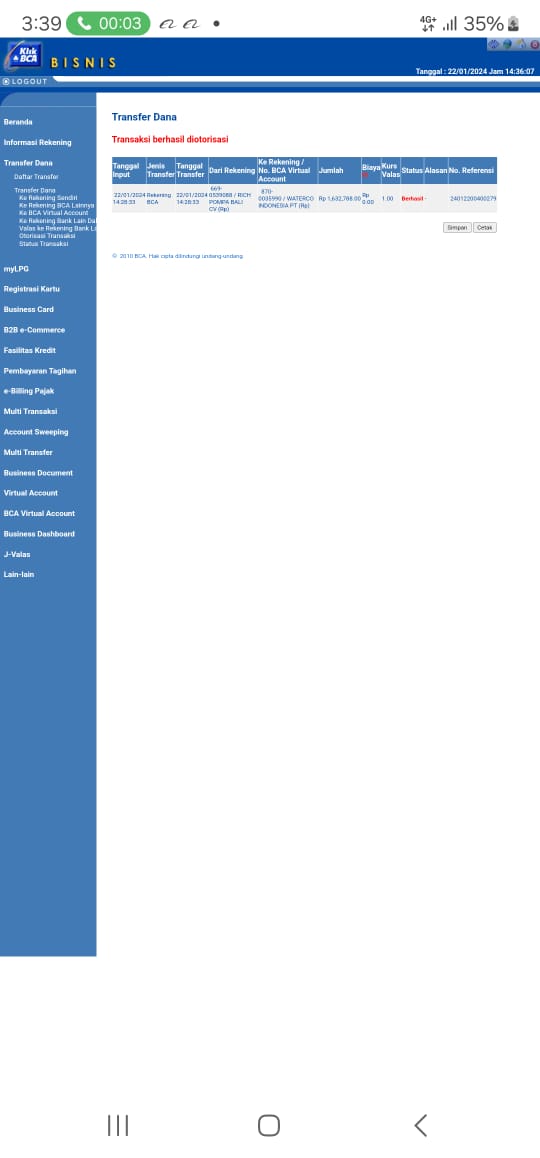 3:39
00:03
4G+
35%
Klik
BCA
BISNIS
LOGOUT
Tanggal : 22/01/2024 Jam 14:36:07
Beranda
Informasi Rekening
Transfer Dana
Daftar Transfer
Transfer Dana
Ke Rekening Sendiri
Ke Rekening BCA Lainnya
Ke BCA Virtual Account
Ke Rekening Bank Lain Da
Valas ke Rekening Bank La
Otorisasi Transaksi
Status Transaksi
myLPG
Registrasi Kartu
Business Card
B2B e-Commerce
Fasilitas Kredit
Pembayaran Tagihan
e-Billing Pajak
Multi Transaksi
Account Sweeping
Multi Transfer
Business Document
Virtual Account
BCA Virtual Account
Business Dashboard
J-Valas
Lain-lain
Transfer Dana
Transaksi berhasil diotorisasi
Tanggal Input
Jenis Transfer
Tanggal Transfer
Dari Rekening
Ke Rekening / No. BCA Virtual Account
Jumlah
Biaya
Kurs Valas
Status
Alasan
No. Referensi
22/01/2024 14:28:33
Rekening BCA
22/01/2024 14:28:33
669-0539088 / RICH POMPA BALI CV (Rp)
870-0035990 / WATERCO INDONESIA PT (Rp)
Rp 1,632,788.00
Rp 0.00
1.00
Berhasil
-
24012200400279
Simpan
Cetak
© 2010 BCA. Hak cipta dilindungi undang-undang